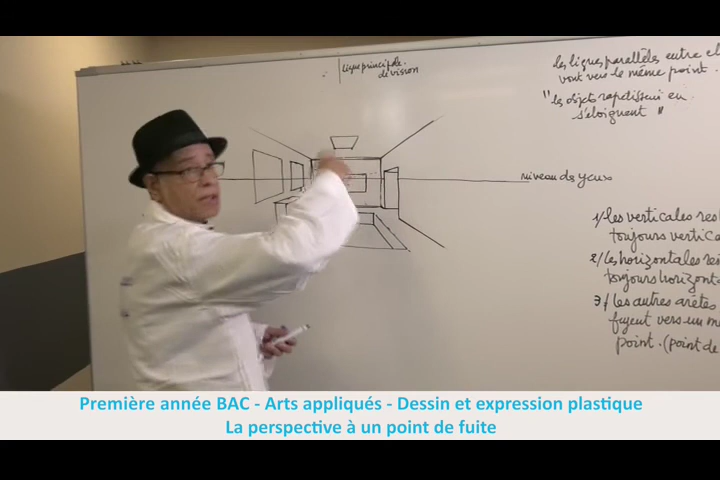 ligne principale
de vision
les lignes parallèles entre el
vont vers le même point.
"les objets rapetissent en
s'éloignent"
niveau des yeux
1/ les verticales res
toujours vertica
2/ les horizontales res
toujours horizonta
3/ les autres arêtes
fuyent vers un m
point. (point de
Première année BAC - Arts appliqués - Dessin et expression plastique
La perspective à un point de fuite